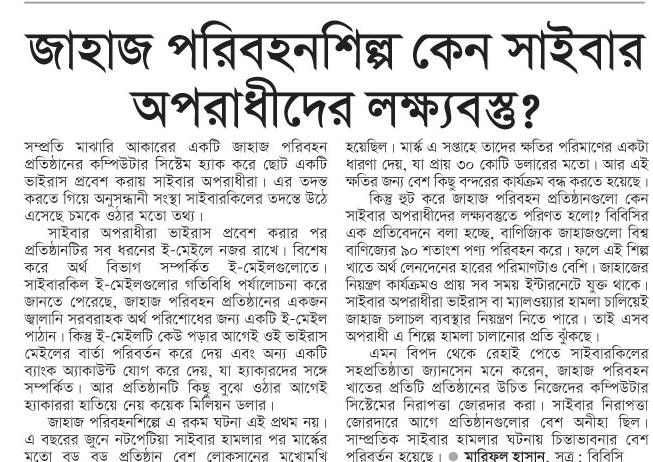 জাহাজ পরিবহনশিল্প কেন সাইবার
অপরাধীদের লক্ষ্যবস্তু?
সম্প্রতি মাঝারি আকারের একটি জাহাজ পরিবহন
প্রতিষ্ঠানের কম্পিউটার সিস্টেম হ্যাক করে ছোট একটি
ভাইরাস প্রবেশ করায় সাইবার অপরাধীরা। এর তদন্ত
করতে গিয়ে অনুসন্ধানী সংস্থা সাইবারকিলের তদন্তে উঠে
এসেছে চমকে ওঠার মতো তথ্য।
সাইবার অপরাধীরা ভাইরাস প্রবেশ করার পর
প্রতিষ্ঠানটির সব ধরনের ই-মেইলে নজর রাখে। বিশেষ
করে অর্থ বিভাগ সম্পর্কিত ই-মেইলগুলোতে।
সাইবারকিল ই-মেইলগুলোর গতিবিধি পর্যালোচনা করে
জানতে পেরেছে, জাহাজ পরিবহন প্রতিষ্ঠানের একজন
জ্বালানি সরবরাহক অর্থ পরিশোধের জন্য একটি ই-মেইল
পাঠান। কিন্তু ই-মেইলটি কেউ পড়ার আগেই ওই ভাইরাস
মেইলের বার্তা পরিবর্তন করে দেয় এবং অন্য একটি
ব্যাংক অ্যাকাউন্ট যোগ করে দেয়, যা হ্যাকারদের সঙ্গে
সম্পর্কিত। আর প্রতিষ্ঠানটি কিছু বুঝে ওঠার আগেই
হ্যাকাররা হাতিয়ে নেয় কয়েক মিলিয়ন ডলার।
জাহাজ পরিবহনশিল্পে এ রকম ঘটনা এই প্রথম নয়।
এ বছরের জুনে নটপেটিয়া সাইবার হামলার পর মার্স্কের
মতো বড় বড় প্রতিষ্ঠান বেশ লোকসানের মুখোমুখি
হয়েছিল। মার্স্ক এ সপ্তাহে তাদের ক্ষতির পরিমাণের একটা
ধারণা দেয়, যা প্রায় ৩০ কোটি ডলারের মতো। আর এই
ক্ষতির জন্য বেশ কিছু বন্দরের কার্যক্রম বন্ধ করতে হয়েছে।
কিন্তু হুট করে জাহাজ পরিবহন প্রতিষ্ঠানগুলো কেন
সাইবার অপরাধীদের লক্ষ্যবস্তুতে পরিণত হলো? বিবিসির
এক প্রতিবেদনে বলা হচ্ছে, বাণিজ্যিক জাহাজগুলো বিশ্ব
বাণিজ্যের ৯০ শতাংশ পণ্য পরিবহন করে। ফলে এই শিল্প
খাতে অর্থ লেনদেনের হারের পরিমাণটাও বেশি। জাহাজের
নিয়ন্ত্রণ কার্যক্রমও প্রায় সব সময় ইন্টারনেটে যুক্ত থাকে।
সাইবার অপরাধীরা ভাইরাস বা ম্যালওয়্যার হামলা চালিয়েই
জাহাজ চলাচল ব্যবস্থার নিয়ন্ত্রণ নিতে পারে। তাই এসব
অপরাধী এ শিল্পে হামলা চালানোর প্রতি ঝুঁকছে।
এমন বিপদ থেকে রেহাই পেতে সাইবারকিলের
সহপ্রতিষ্ঠাতা জ্যানসেন মনে করেন, জাহাজ পরিবহন
খাতের প্রতিটি প্রতিষ্ঠানের উচিত নিজেদের কম্পিউটার
সিস্টেমের নিরাপত্তা জোরদার করা। সাইবার নিরাপত্তা
জোরদারে আগে প্রতিষ্ঠানগুলোর বেশ অনীহা ছিল।
সাম্প্রতিক সাইবার হামলার ঘটনায় চিন্তাভাবনার বেশ
পরিবর্তন হয়েছে। ● মারিফুল হাসান, সূত্র : বিবিসি